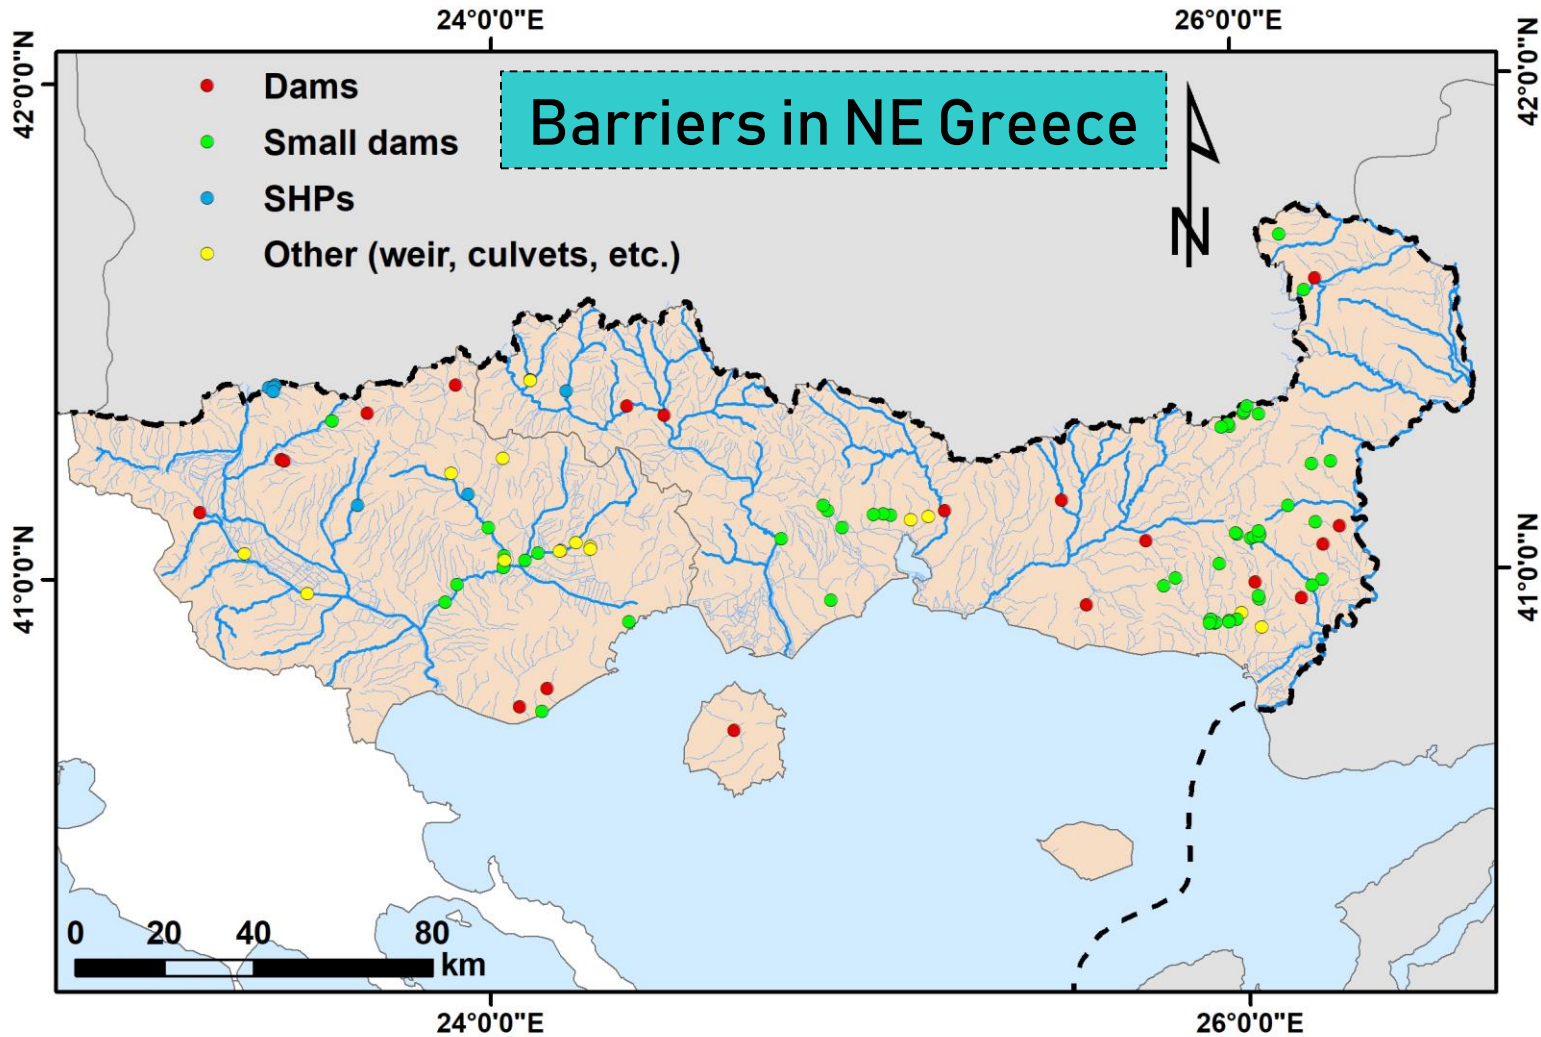 24°0'0"E
26°0'0"E
42°0'0"N
42°0'0"N
Dams
Small dams
SHPs
Other (weir, culvets, etc.)
Barriers in NE Greece
N
41°0'0"N
41°0'0"N
0 20 40 80
km
24°0'0"E
26°0'0"E